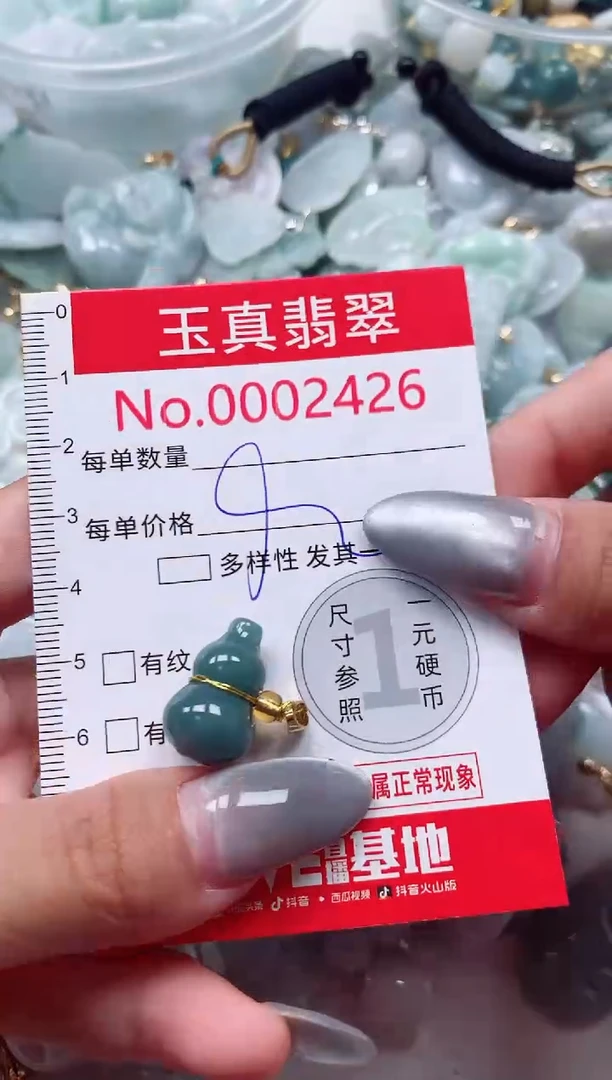 0
玉真翡翠
1
No.0002426
2
每单数量
3
每单价格
多样性 发其一
4
尺寸参照
1
一元硬币
5
有纹
6
有
属正常现象
直播基地
抖音 • 西瓜视频 抖音火山版